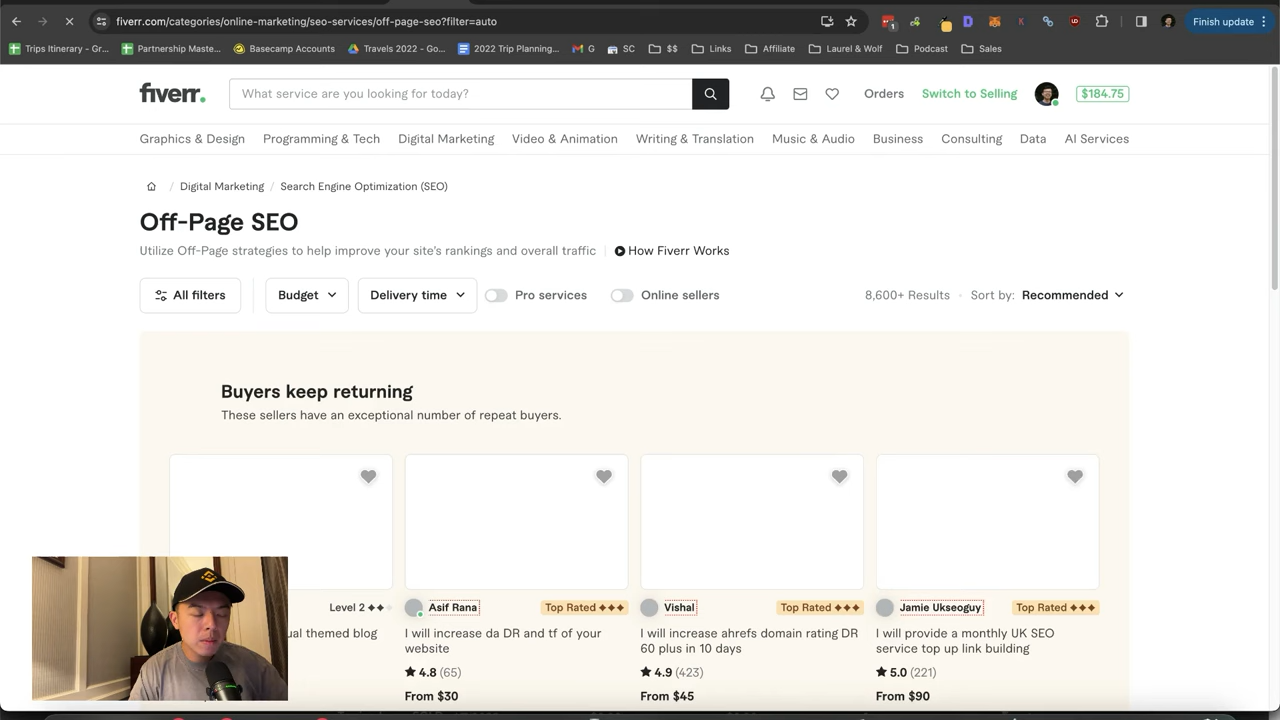 fiverr.com/categories/online-marketing/seo-services/off-page-seo?filter=auto
1
Finish update
Trips Itinerary - Gr...
Partnership Maste...
Basecamp Accounts
Travels 2022 - Go...
2022 Trip Planning...
G
SC
$$
Links
Affiliate
Laurel & Wolf
Podcast
Sales
fiverr.
What service are you looking for today?
Orders
Switch to Selling
$184.75
Graphics & Design
Programming & Tech
Digital Marketing
Video & Animation
Writing & Translation
Music & Audio
Business
Consulting
Data
AI Services
/ Digital Marketing / Search Engine Optimization (SEO)
Off-Page SEO
Utilize Off-Page strategies to help improve your site's rankings and overall traffic
How Fiverr Works
All filters
Budget
Delivery time
Pro services
Online sellers
8,600+ Results
Sort by: Recommended
Buyers keep returning
These sellers have an exceptional number of repeat buyers.
Level 2
ual themed blog
Asif Rana
Top Rated
I will increase da DR and tf of your
website
4.8 (65)
From $30
Vishal
Top Rated
I will increase ahrefs domain rating DR
60 plus in 10 days
4.9 (423)
From $45
Jamie Ukseoguy
Top Rated
I will provide a monthly UK SEO
service top up link building
5.0 (221)
From $90